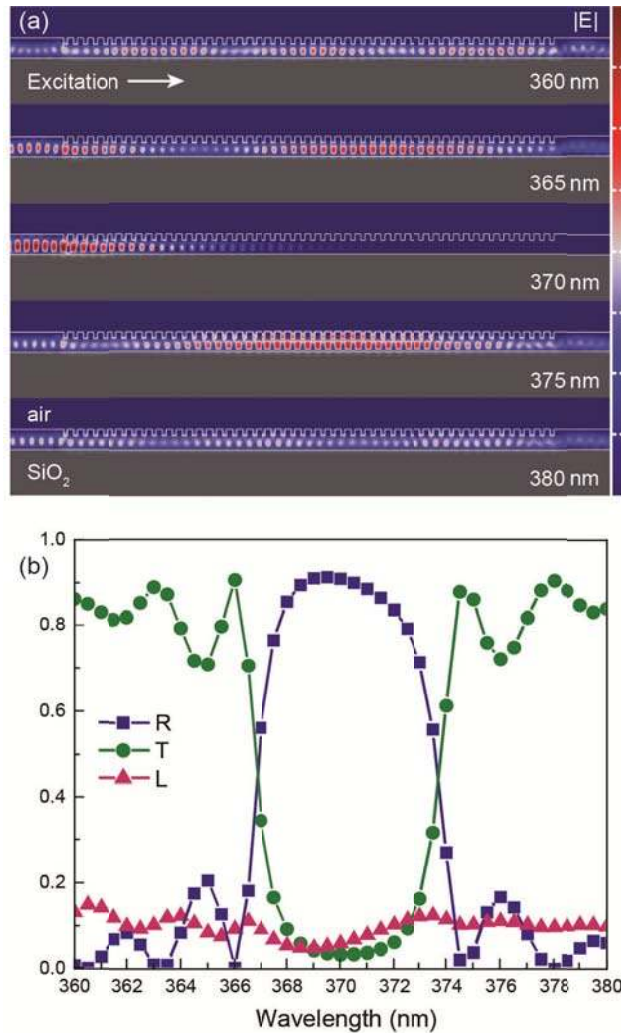 (a)
|E|
Excitation
360 nm
365 nm
370 nm
375 nm
air
SiO₂
380 nm
(b)
1.0
0.8
0.6
0.4
0.2
0.0
R
T
L
360 362 364 366 368 370 372 374 376 378 380
Wavelength (nm)